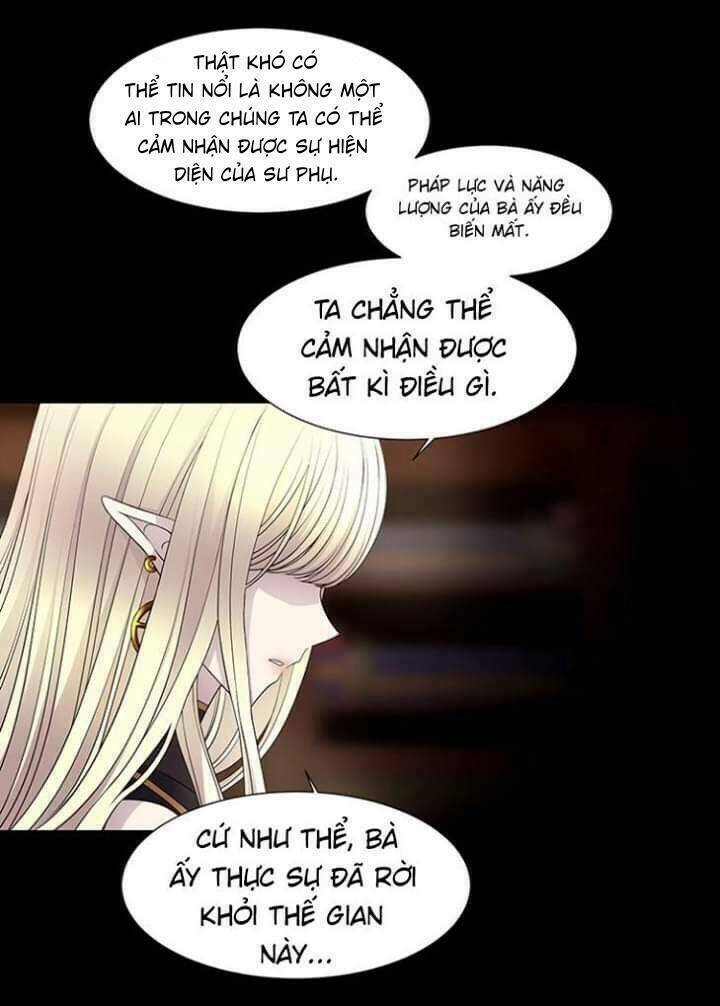 THẬT KHÓ CÓ
THỂ TIN NỔI LÀ KHÔNG MỘT
AI TRONG CHÚNG TA CÓ THỂ
CẢM NHẬN ĐƯỢC SỰ HIỆN
DIỆN CỦA SƯ PHỤ.
PHÁP LỰC VÀ NĂNG
LƯỢNG CỦA BÀ ẤY ĐỀU
BIẾN MẤT.
TA CHẲNG THỂ
CẢM NHẬN ĐƯỢC
BẤT KÌ ĐIỀU GÌ.
CỨ NHƯ THỂ, BÀ
ẤY THỰC SỰ ĐÃ RỜI
KHỎI THẾ GIAN
NÀY...